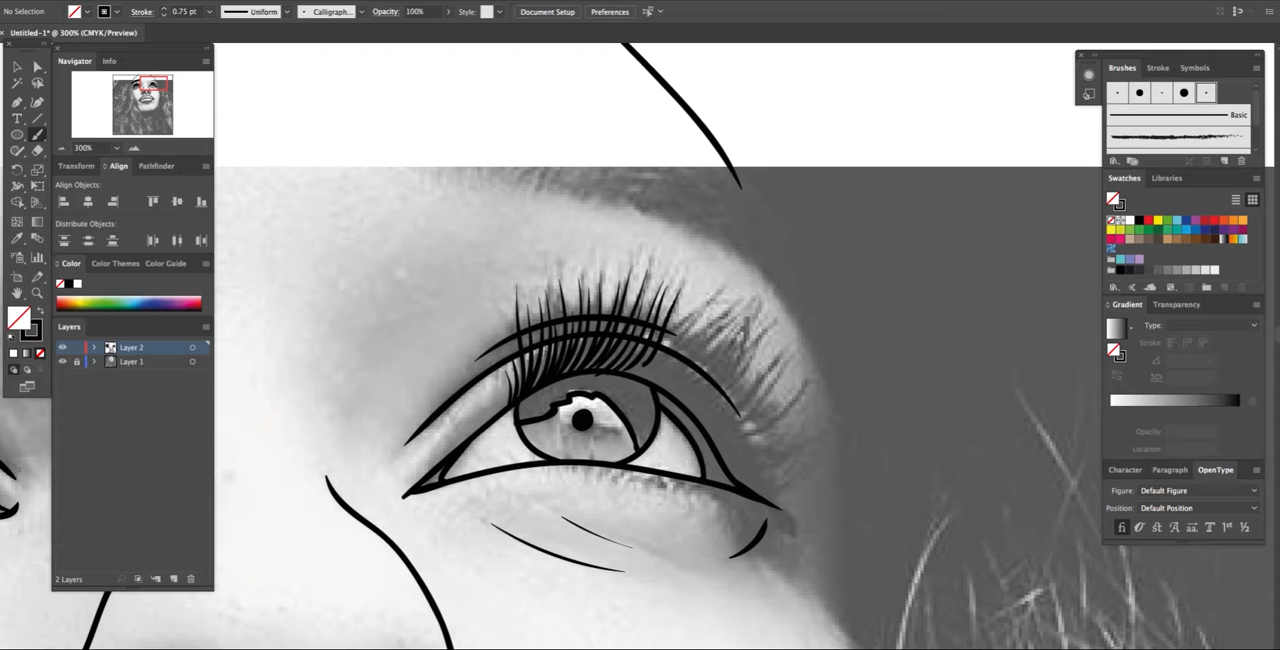 No Selection Stroke: 0.75 pt Uniform Calligraph... Opacity: 100% Style: Document Setup Preferences
Untitled-1* @ 300% (CMYK/Preview)
Navigator Info
300%
Transform Align Pathfinder
Align Objects:
Distribute Objects:
Color Color Themes Color Guide
Layers
Layer 2
Layer 1
2 Layers
Brushes Stroke Symbols
Basic
Swatches Libraries
Gradient Transparency
Type:
Stroke:
Opacity:
Location:
Character Paragraph OpenType
Figure: Default Figure
Position: Default Position